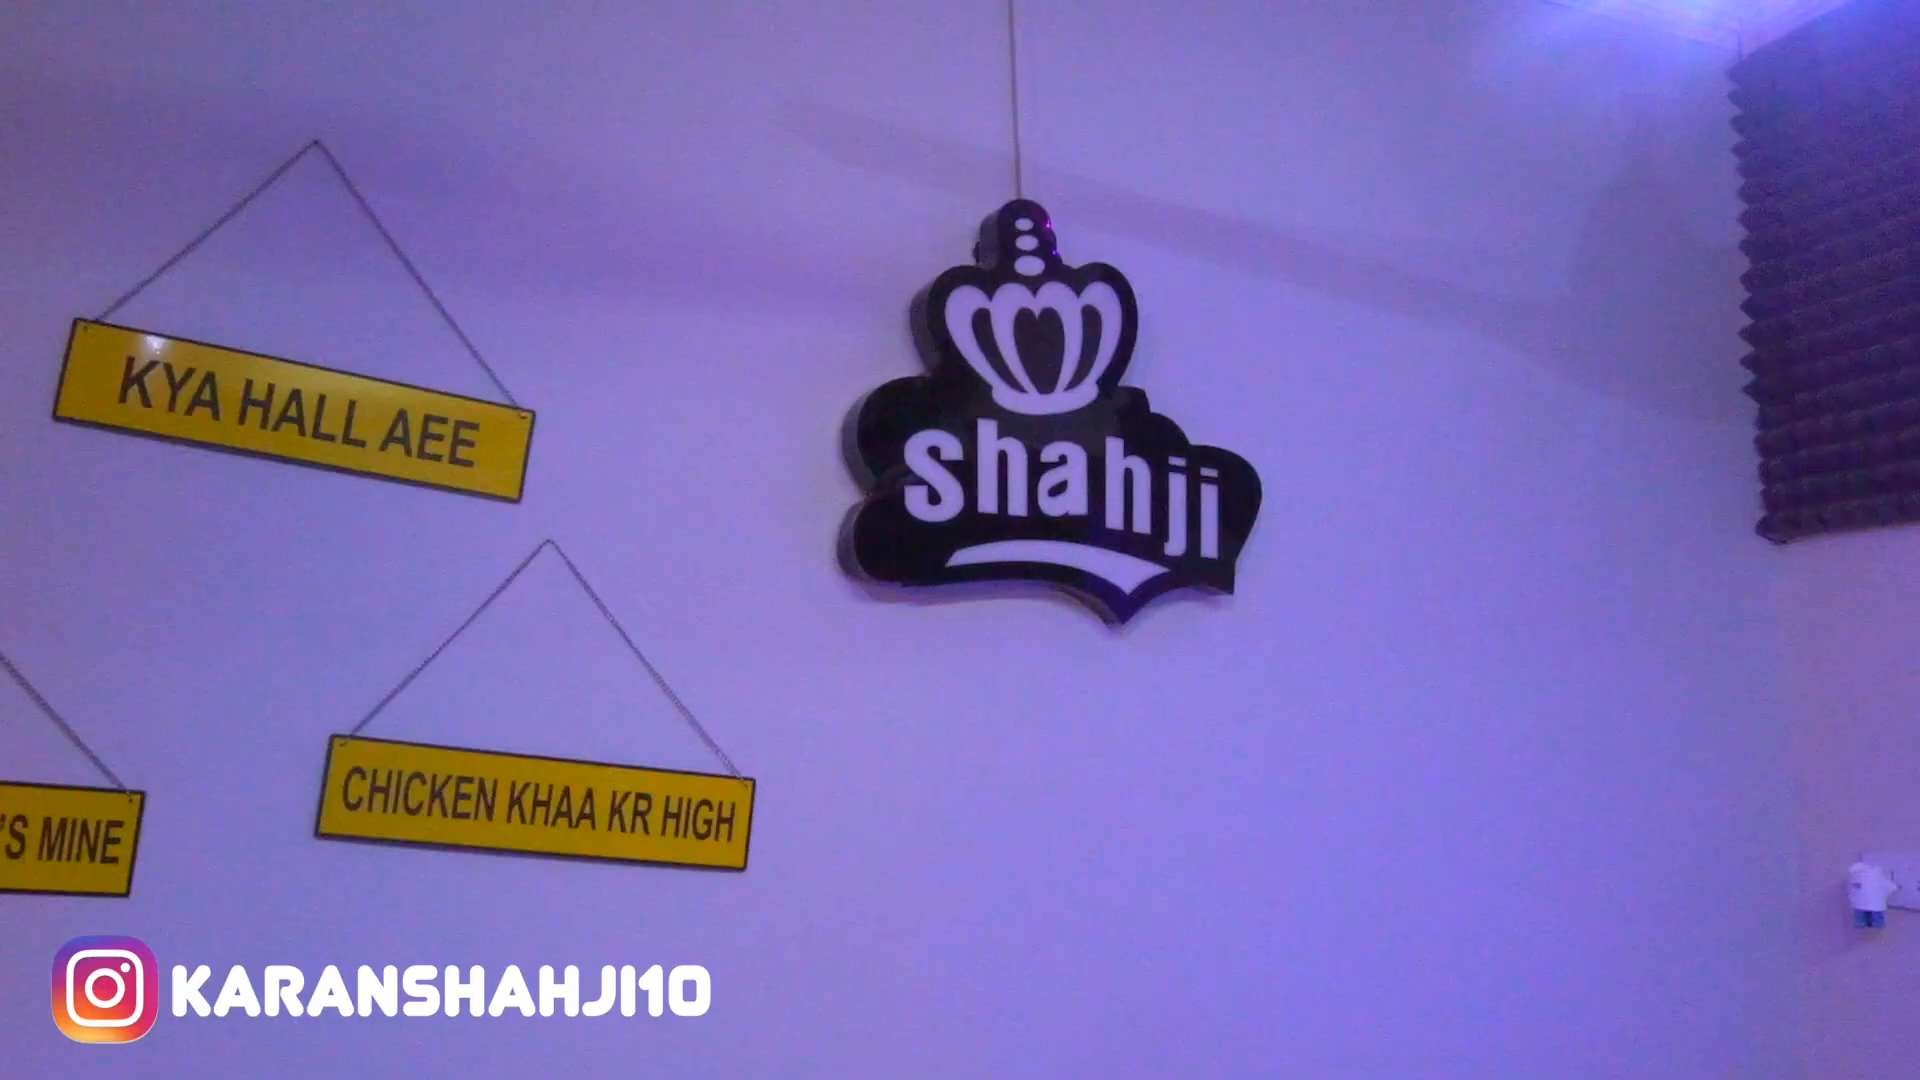 KYA HALL AEE
shahji
CHICKEN KHAA KR HIGH
'S MINE
KARANSHAHJI10